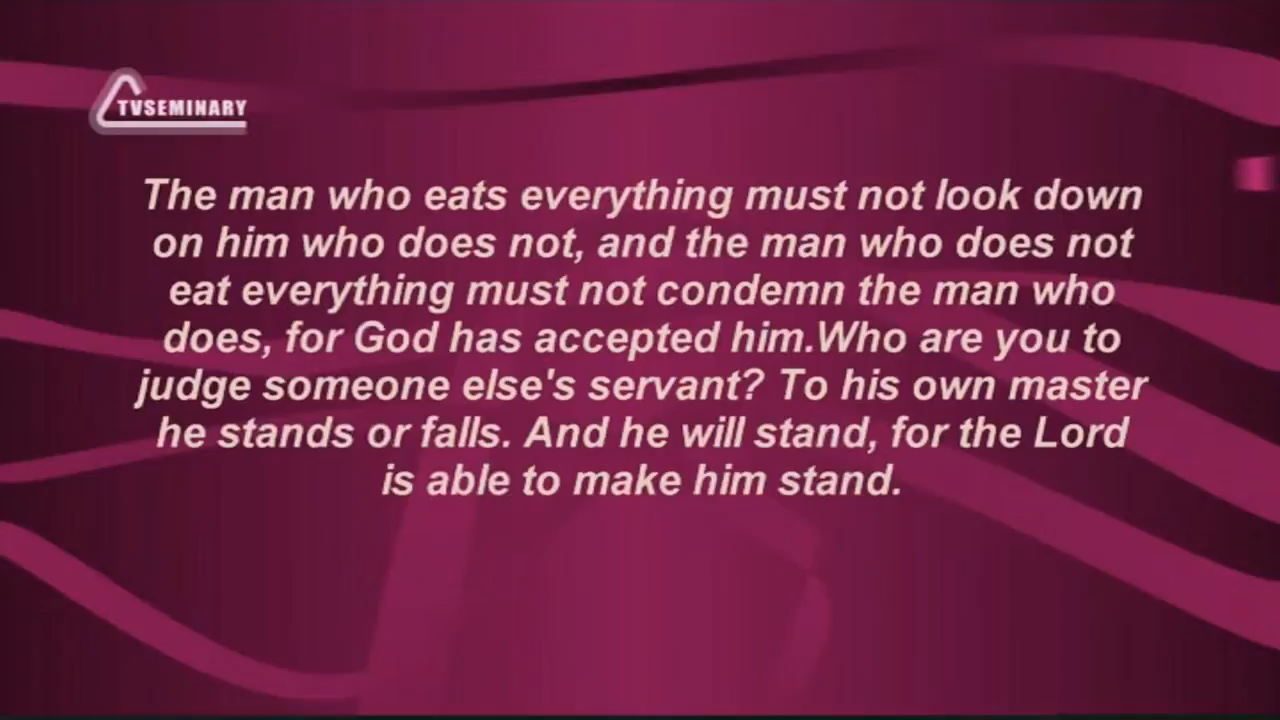 TVSEMINARY
The man who eats everything must not look down
on him who does not, and the man who does not
eat everything must not condemn the man who
does, for God has accepted him.Who are you to
judge someone else's servant? To his own master
he stands or falls. And he will stand, for the Lord
is able to make him stand.